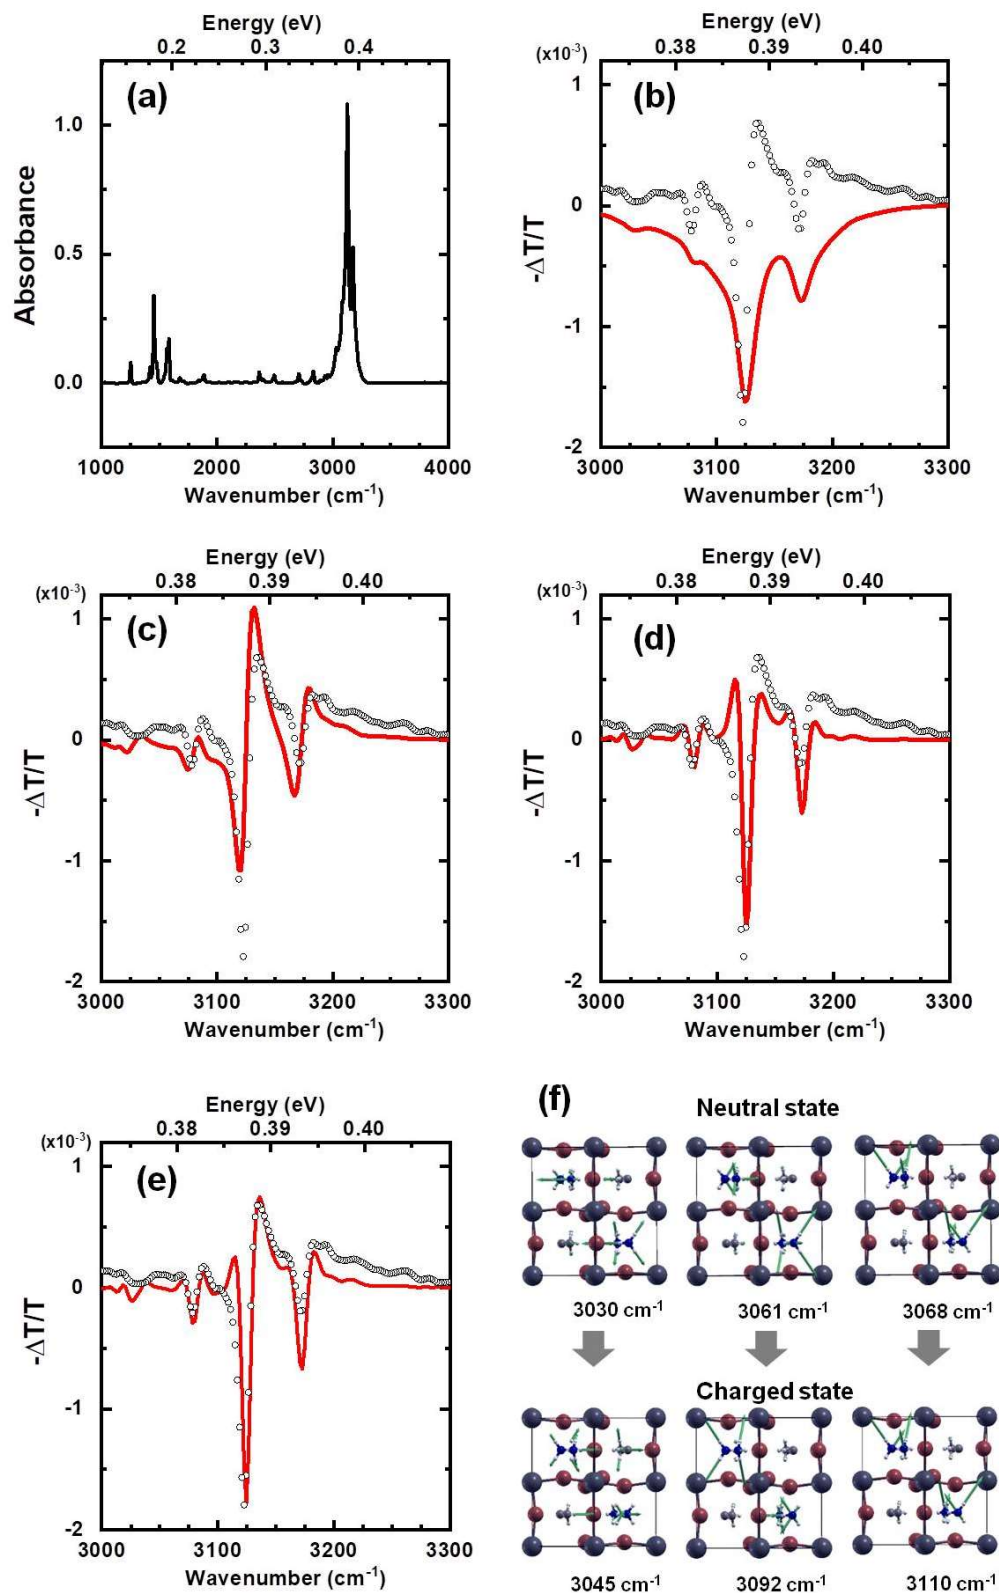 Energy (eV)
0.2 0.3 0.4
(a)
Absorbance
1.0
0.5
0.0
1000 2000 3000 4000
Wavenumber (cm⁻¹)
Energy (eV)
0.38 0.39 0.40
(x10⁻³)
(b)
-ΔT/T
1
0
-1
-2
3000 3100 3200 3300
Wavenumber (cm⁻¹)
Energy (eV)
0.38 0.39 0.40
(x10⁻³)
(c)
-ΔT/T
1
0
-1
-2
3000 3100 3200 3300
Wavenumber (cm⁻¹)
Energy (eV)
0.38 0.39 0.40
(x10⁻³)
(d)
-ΔT/T
1
0
-1
-2
3000 3100 3200 3300
Wavenumber (cm⁻¹)
Energy (eV)
0.38 0.39 0.40
(x10⁻³)
(e)
-ΔT/T
1
0
-1
-2
3000 3100 3200 3300
Wavenumber (cm⁻¹)
(f)
Neutral state
3030 cm⁻¹ 3061 cm⁻¹ 3068 cm⁻¹
Charged state
3045 cm⁻¹ 3092 cm⁻¹ 3110 cm⁻¹